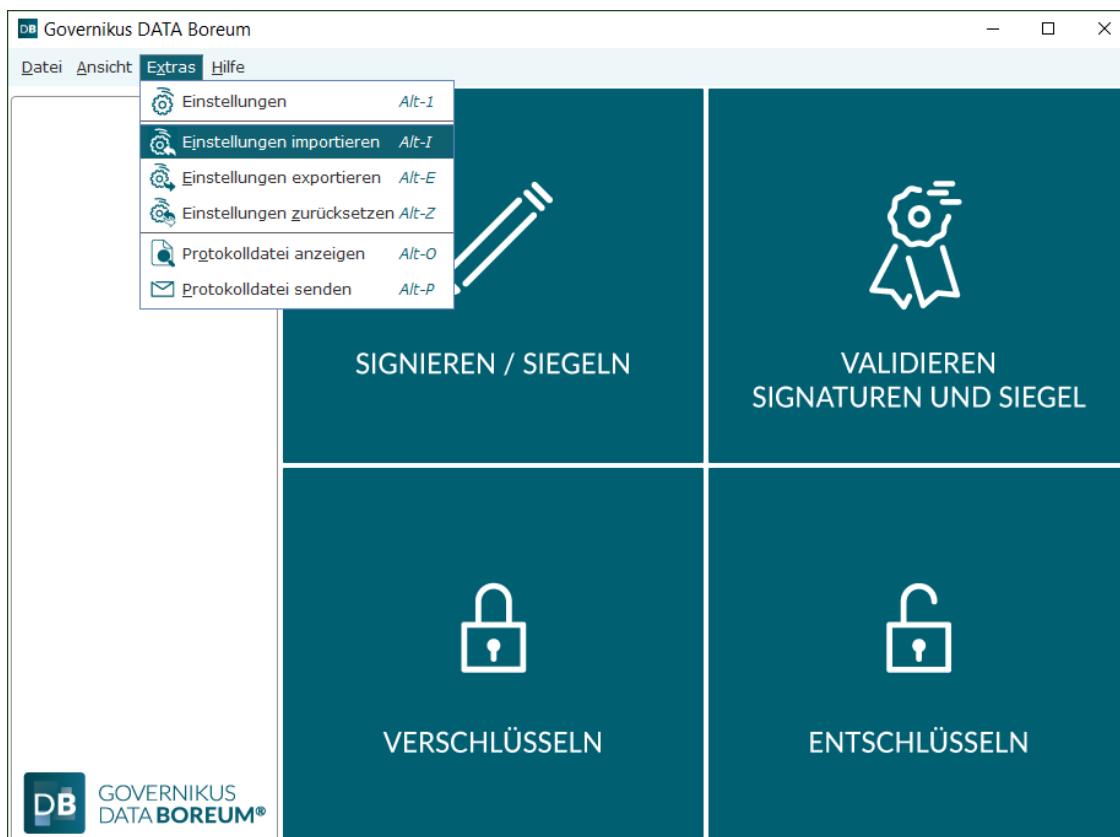 DB Governikus DATA Boreum
Datei Ansicht Extras Hilfe
Einstellungen Alt-1
Einstellungen importieren Alt-I
Einstellungen exportieren Alt-E
Einstellungen zurücksetzen Alt-Z
Protokolldatei anzeigen Alt-O
Protokolldatei senden Alt-P
SIGNIEREN / SIEGELN
VALIDIEREN
SIGNATUREN UND SIEGEL
VERSCHLÜSSELN
ENTSCHLÜSSELN
DB
GOVERNIKUS
DATA BOREUM®